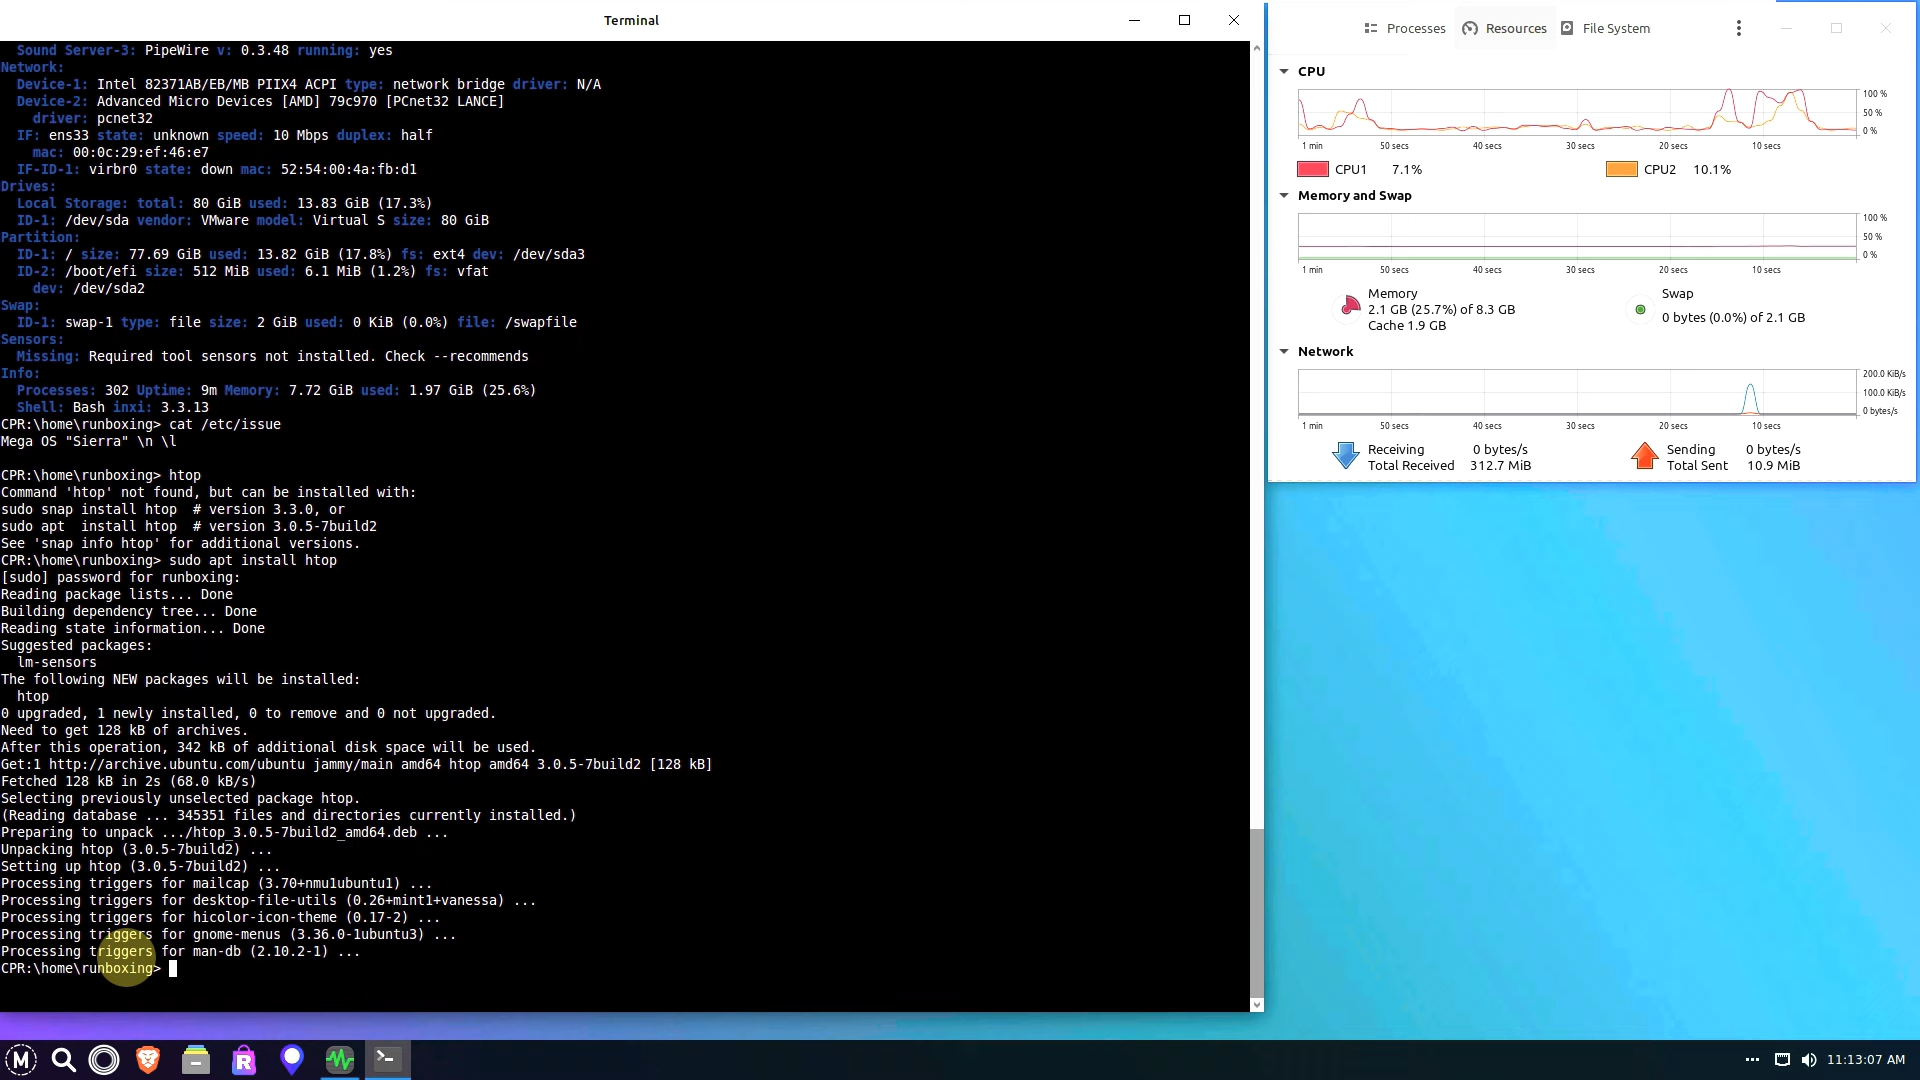 Terminal
Sound Server-3: PipeWire v: 0.3.48 running: yes
Network:
Device-1: Intel 82371AB/EB/MB PIIX4 ACPI type: network bridge driver: N/A
Device-2: Advanced Micro Devices [AMD] 79c970 [PCnet32 LANCE]
driver: pcnet32
IF: ens33 state: unknown speed: 10 Mbps duplex: half
mac: 00:0c:29:ef:46:e7
IF-ID-1: virbr0 state: down mac: 52:54:00:4a:fb:d1
Drives:
Local Storage: total: 80 GiB used: 13.83 GiB (17.3%)
ID-1: /dev/sda vendor: VMware model: Virtual S size: 80 GiB
Partition:
ID-1: / size: 77.69 GiB used: 13.82 GiB (17.8%) fs: ext4 dev: /dev/sda3
ID-2: /boot/efi size: 512 MiB used: 6.1 MiB (1.2%) fs: vfat
dev: /dev/sda2
Swap:
ID-1: swap-1 type: file size: 2 GiB used: 0 KiB (0.0%) file: /swapfile
Sensors:
Missing: Required tool sensors not installed. Check --recommends
Info:
Processes: 302 Uptime: 9m Memory: 7.72 GiB used: 1.97 GiB (25.6%)
Shell: Bash inxi: 3.3.13
CPR:\home\runboxing> cat /etc/issue
Mega OS "Sierra" \n \l
CPR:\home\runboxing> htop
Command 'htop' not found, but can be installed with:
sudo snap install htop  # version 3.3.0, or
sudo apt  install htop  # version 3.0.5-7build2
See 'snap info htop' for additional versions.
CPR:\home\runboxing> sudo apt install htop
[sudo] password for runboxing:
Reading package lists... Done
Building dependency tree... Done
Reading state information... Done
Suggested packages:
lm-sensors
The following NEW packages will be installed:
htop
0 upgraded, 1 newly installed, 0 to remove and 0 not upgraded.
Need to get 128 kB of archives.
After this operation, 342 kB of additional disk space will be used.
Get:1 http://archive.ubuntu.com/ubuntu jammy/main amd64 htop amd64 3.0.5-7build2 [128 kB]
Fetched 128 kB in 2s (68.0 kB/s)
Selecting previously unselected package htop.
(Reading database ... 345351 files and directories currently installed.)
Preparing to unpack .../htop_3.0.5-7build2_amd64.deb ...
Unpacking htop (3.0.5-7build2) ...
Setting up htop (3.0.5-7build2) ...
Processing triggers for mailcap (3.70+nmu1ubuntu1) ...
Processing triggers for desktop-file-utils (0.26+mint1+vanessa) ...
Processing triggers for hicolor-icon-theme (0.17-2) ...
Processing triggers for gnome-menus (3.36.0-1ubuntu3) ...
Processing triggers for man-db (2.10.2-1) ...
CPR:\home\runboxing>
Processes Resources File System
CPU
100 %
50 %
0 %
1 min 50 secs 40 secs 30 secs 20 secs 10 secs
CPU1 7.1% CPU2 10.1%
Memory and Swap
100 %
50 %
0 %
1 min 50 secs 40 secs 30 secs 20 secs 10 secs
Memory
2.1 GB (25.7%) of 8.3 GB
Cache 1.9 GB
Swap
0 bytes (0.0%) of 2.1 GB
Network
200.0 KiB/s
100.0 KiB/s
0 bytes/s
1 min 50 secs 40 secs 30 secs 20 secs 10 secs
Receiving 0 bytes/s
Total Received 312.7 MiB
Sending 0 bytes/s
Total Sent 10.9 MiB
M
R
11:13:07 AM